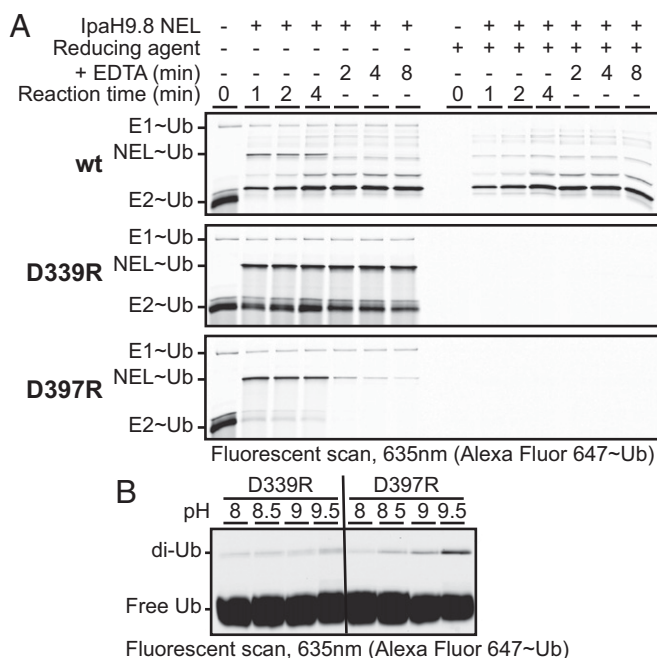 A
IpaH9.8 NEL - + + + + + + - + + + + + +
Reducing agent - - - - - - - + + + + + + + +
+ EDTA (min) - - - - 2 4 8 - - - - 2 4 8
Reaction time (min) 0 1 2 4 - - - 0 1 2 4 - - -
wt
E1~Ub
NEL~Ub
E2~Ub
D339R
E1~Ub
NEL~Ub
E2~Ub
D397R
E1~Ub
NEL~Ub
E2~Ub
Fluorescent scan, 635nm (Alexa Fluor 647~Ub)
B
D339R D397R
pH 8 8.5 9 9.5 8 8 5 9 9.5
di-Ub
Free Ub
Fluorescent scan, 635nm (Alexa Fluor 647~Ub)